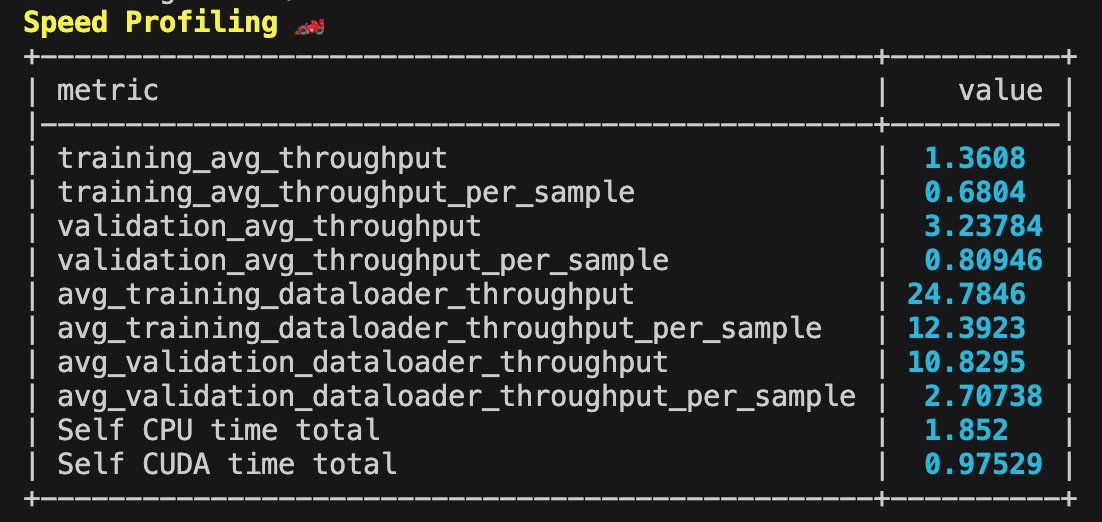 Speed Profiling 🏎️
+-------------------------------------------------+----------+
| metric                                          |    value |
|-------------------------------------------------+----------|
| training_avg_throughput                         |  1.3608  |
| training_avg_throughput_per_sample              |  0.6804  |
| validation_avg_throughput                       |  3.23784 |
| validation_avg_throughput_per_sample            |  0.80946 |
| avg_training_dataloader_throughput              | 24.7846  |
| avg_training_dataloader_throughput_per_sample   | 12.3923  |
| avg_validation_dataloader_throughput            | 10.8295  |
| avg_validation_dataloader_throughput_per_sample |  2.70738 |
| Self CPU time total                             |  1.852   |
| Self CUDA time total                            |  0.97529 |
+-------------------------------------------------+----------+